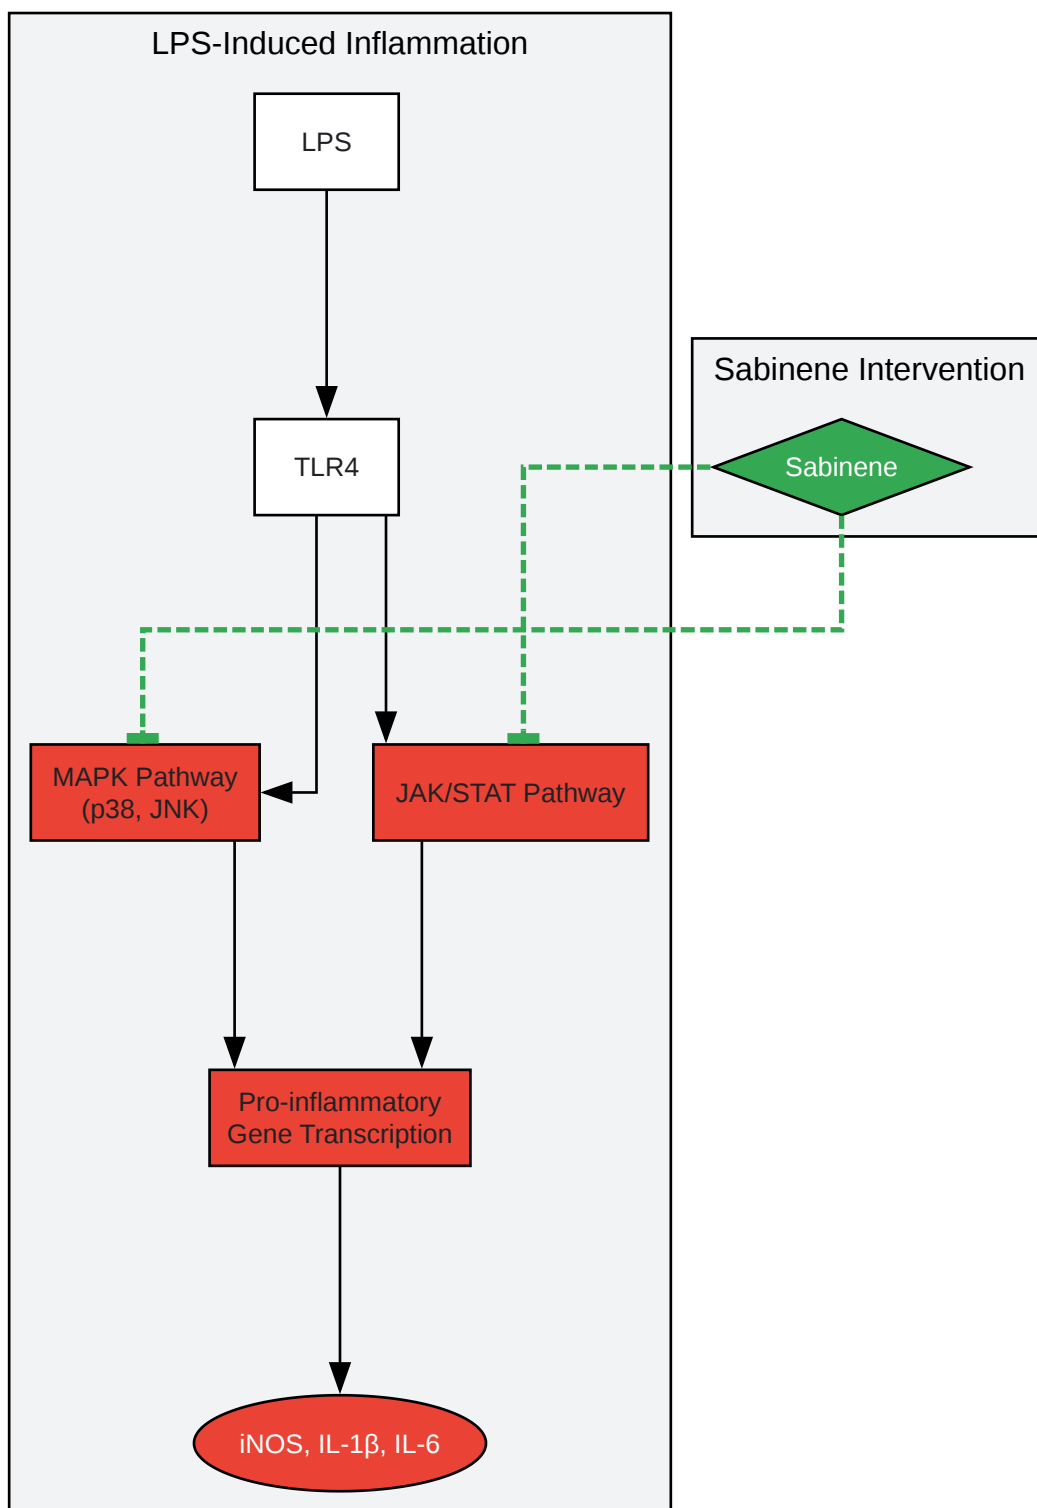 LPS-Induced Inflammation
LPS
Sabinene Intervention
TLR4
Sabinene
MAPK Pathway
(p38, JNK)
JAK/STAT Pathway
Pro-inflammatory
Gene Transcription
iNOS, IL-1β, IL-6